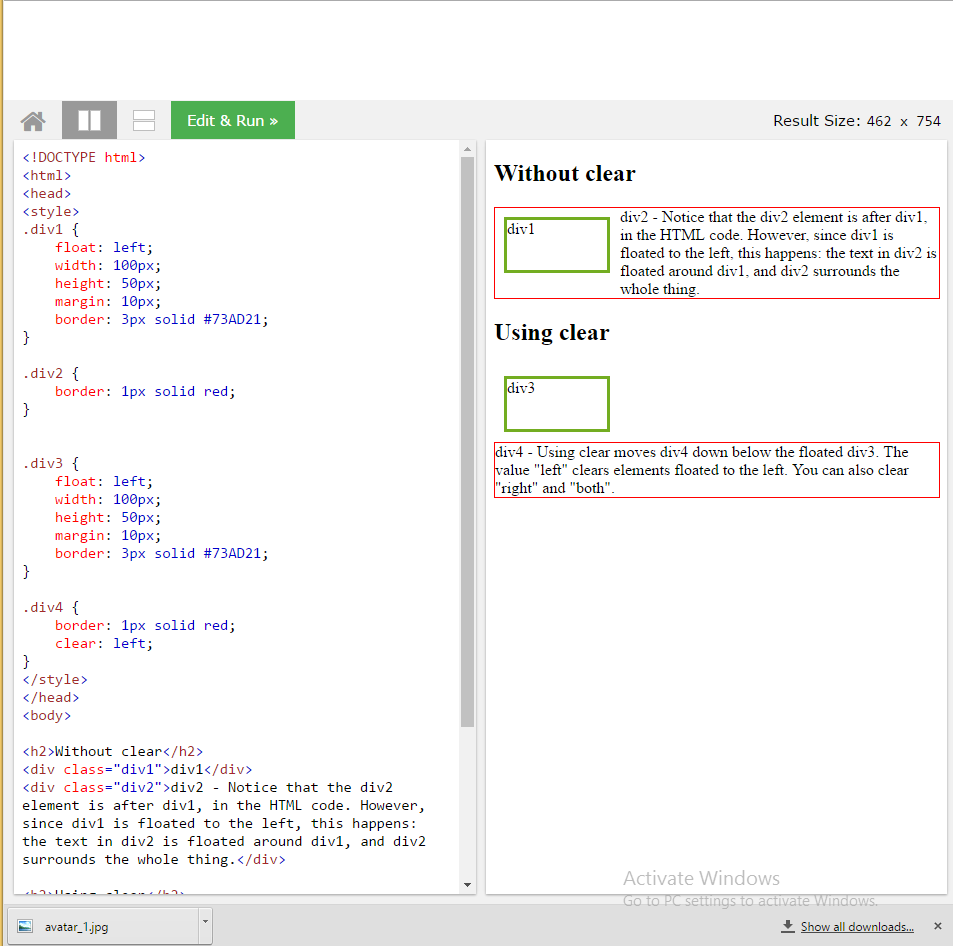 Edit & Run »
Result Size: 462 x 754
<!DOCTYPE html>
<html>
<head>
<style>
.div1 {
    float: left;
    width: 100px;
    height: 50px;
    margin: 10px;
    border: 3px solid #73AD21;
}
.div2 {
    border: 1px solid red;
}
.div3 {
    float: left;
    width: 100px;
    height: 50px;
    margin: 10px;
    border: 3px solid #73AD21;
}
.div4 {
    border: 1px solid red;
    clear: left;
}
</style>
</head>
<body>
<h2>Without clear</h2>
<div class="div1">div1</div>
<div class="div2">div2 - Notice that the div2
element is after div1, in the HTML code. However,
since div1 is floated to the left, this happens:
the text in div2 is floated around div1, and div2
surrounds the whole thing.</div>
<h2>Using clear</h2>
Without clear
div1
div2 - Notice that the div2 element is after div1,
in the HTML code. However, since div1 is
floated to the left, this happens: the text in div2 is
floated around div1, and div2 surrounds the
whole thing.
Using clear
div3
div4 - Using clear moves div4 down below the floated div3. The
value "left" clears elements floated to the left. You can also clear
"right" and "both".
Activate Windows
Go to PC settings to activate Windows.
avatar_1.jpg
Show all downloads...